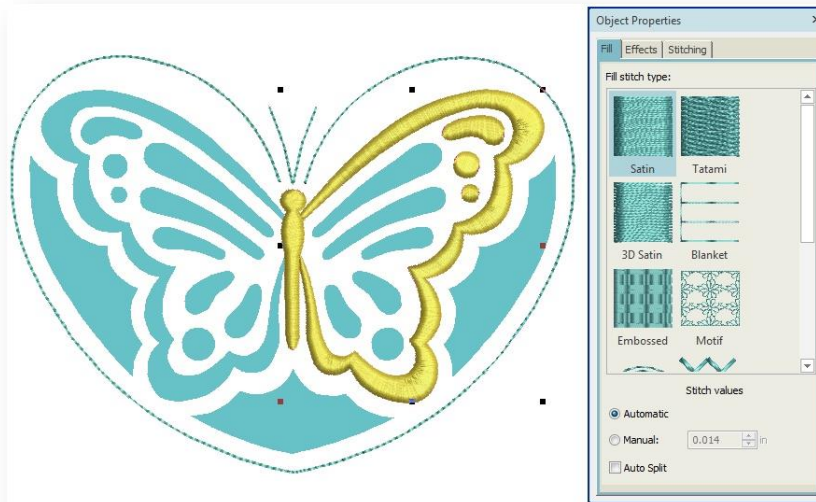 Object Properties
Fill Effects Stitching
Fill stitch type:
Satin Tatami
3D Satin Blanket
Embossed Motif
Stitch values
Automatic
Manual: 0.014 in
Auto Split